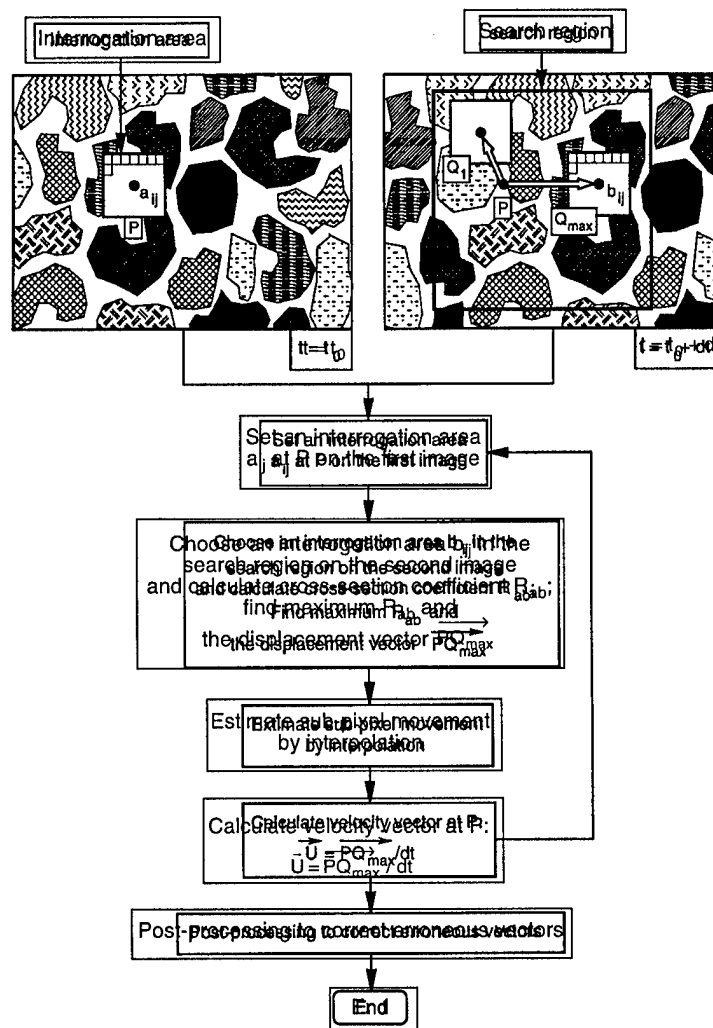 Interrogation area
search region
a ij
P
Q1
P
b ij
Qmax
t = t0
t = t0 + dt
Set an interrogation area
aij at P on the first image
Choose an interrogation area bij in the
search region on the second image
and calculate cross-section coefficient Rab;
find maximum Rab and
the displacement vector PQmax
Estimate sub-pixel movement
by interpolation
Calculate velocity vector at P:
U = PQmax/dt
Post-processing to correct erroneous vectors
End